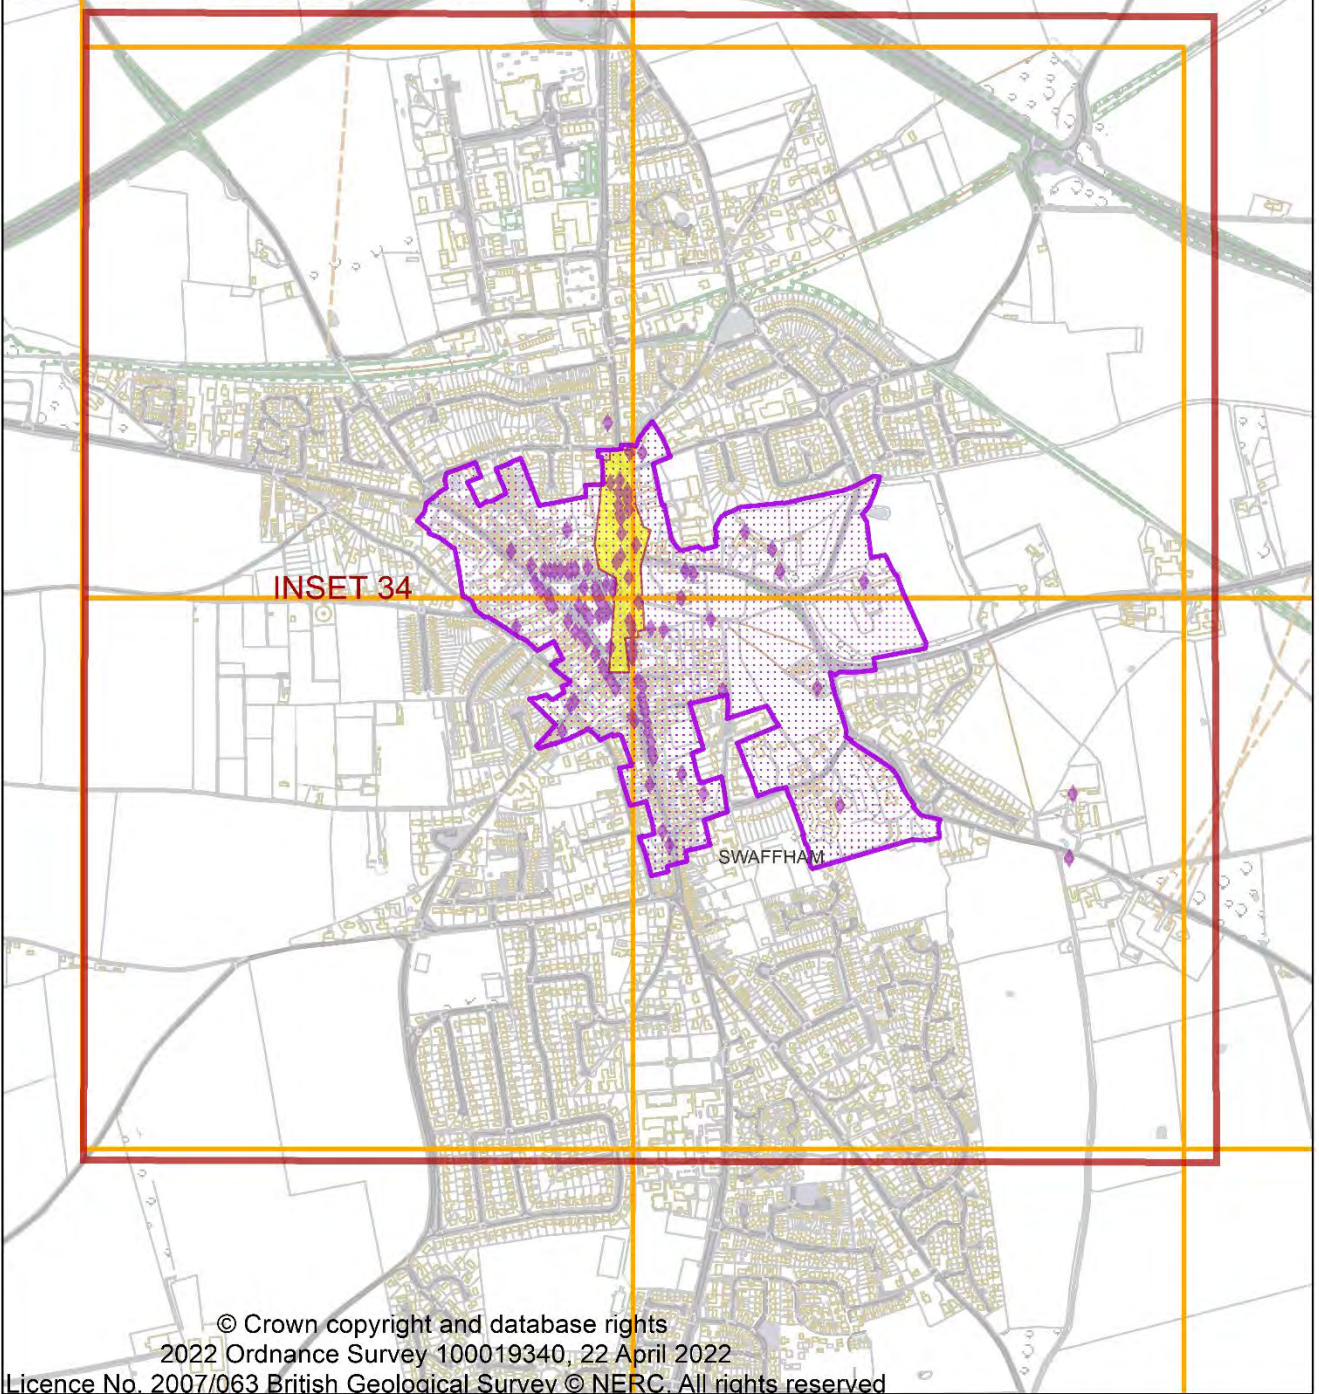 INSET 34
SWAFFHAM
© Crown copyright and database rights
2022 Ordnance Survey 100019340, 22 April 2022
Licence No. 2007/063 British Geological Survey © NERC. All rights reserved